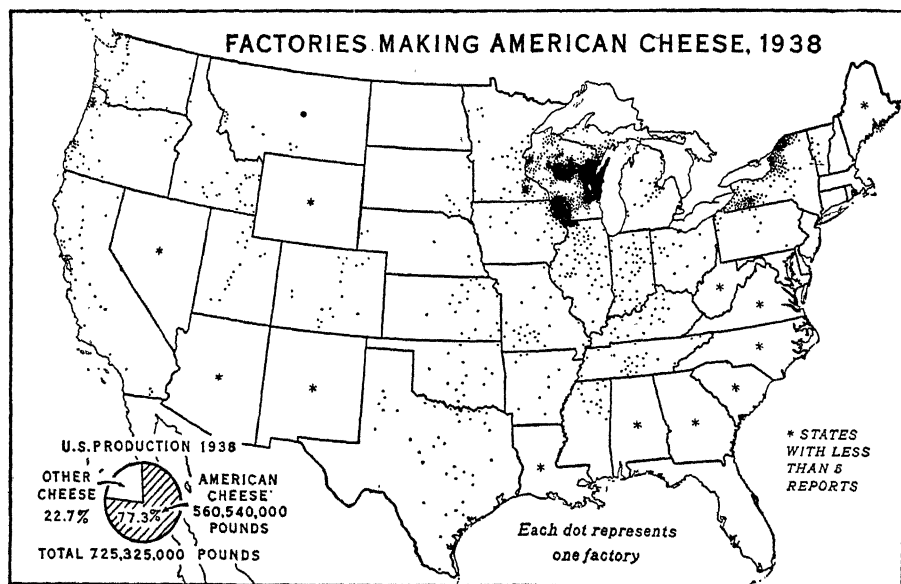 FACTORIES MAKING AMERICAN CHEESE, 1938
U.S. PRODUCTION 1938
OTHER
CHEESE
22.7%
77.3%
AMERICAN
CHEESE
560,540,000
POUNDS
TOTAL 725,325,000 POUNDS
Each dot represents
one factory
* STATES
WITH LESS
THAN 5
REPORTS